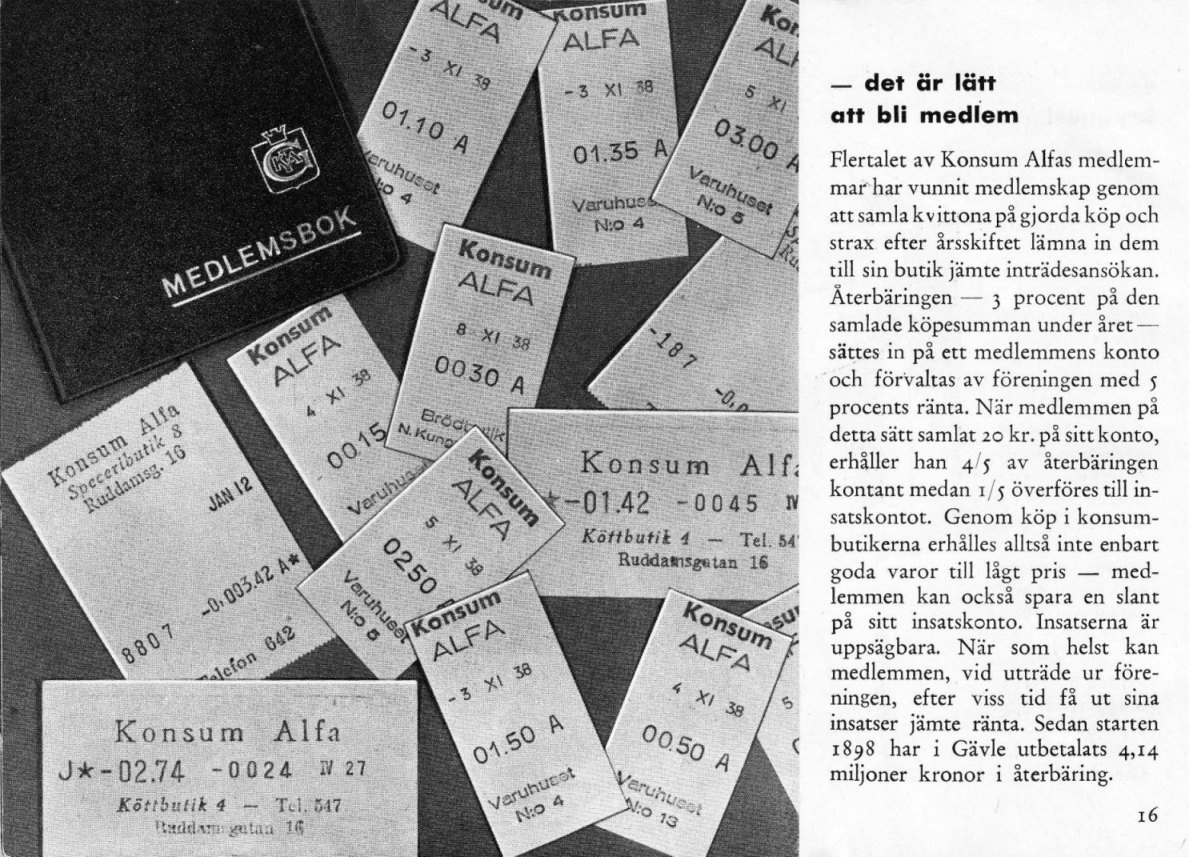 MEDLEMSBOK
Konsum
ALFA
-3 XI 38
01.10 A
Varuhuset
N:o 4
Konsum
ALFA
-3 XI 38
01.35 A
Varuhuset
N:o 4
ALFA
5 XI
03.00 A
Varuhuset
N:o 5
-187
Konsum
ALFA
8 XI 38
0030 A
N. Kung
Konsum
ALFA
4 XI 38
0015
Varuhus
Konsum Alfa
Speceributik 8
Ruddamsg. 16
JAN 12
-0,003.42 A*
8807
Telefon 642
Konsum Alfa
*-01.42 -0045 IV
Köttbutik 4 — Tel. 547
Ruddamsgatan 16
Konsum
ALFA
5 XI 38
0250
Varuhuset
N:o 5
Konsum
ALFA
-3 XI 38
01.50 A
Varuhuset
N:o 4
Konsum
ALFA
4 XI 38
00.50 A
Varuhuset
N:o 13
Konsum Alfa
J*-02.74 -0024 IV 27
Köttbutik 4 — Tel. 547
Ruddamsgatan 16
— det är lätt
att bli medlem
Flertalet av Konsum Alfas medlem-
mar har vunnit medlemskap genom
att samla kvittona på gjorda köp och
strax efter årsskiftet lämna in dem
till sin butik jämte inträdesansökan.
Återbäringen — 3 procent på den
samlade köpesumman under året —
sättes in på ett medlemmens konto
och förvaltas av föreningen med 5
procents ränta. När medlemmen på
detta sätt samlat 20 kr. på sitt konto,
erhåller han 4/5 av återbäringen
kontant medan 1/5 överföres till in-
satskontot. Genom köp i konsum-
butikerna erhålles alltså inte enbart
goda varor till lågt pris — med-
lemmen kan också spara en slant
på sitt insatskonto. Insatserna är
uppsägbara. När som helst kan
medlemmen, vid utträde ur före-
ningen, efter viss tid få ut sina
insatser jämte ränta. Sedan starten
1898 har i Gävle utbetalats 4,14
miljoner kronor i återbäring.
16